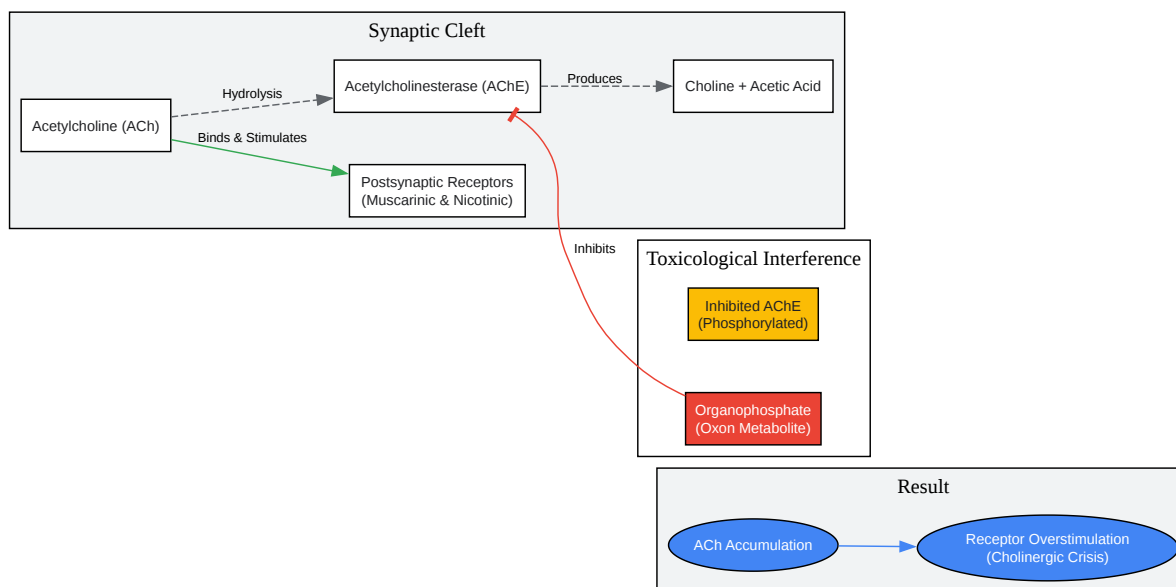 Synaptic Cleft
Acetylcholinesterase (AChE)
Produces
Choline + Acetic Acid
Hydrolysis
Acetylcholine (ACh)
Binds & Stimulates
Postsynaptic Receptors
(Muscarinic & Nicotinic)
Inhibits
Toxicological Interference
Inhibited AChE
(Phosphorylated)
Organophosphate
(Oxon Metabolite)
Result
ACh Accumulation
Receptor Overstimulation
(Cholinergic Crisis)